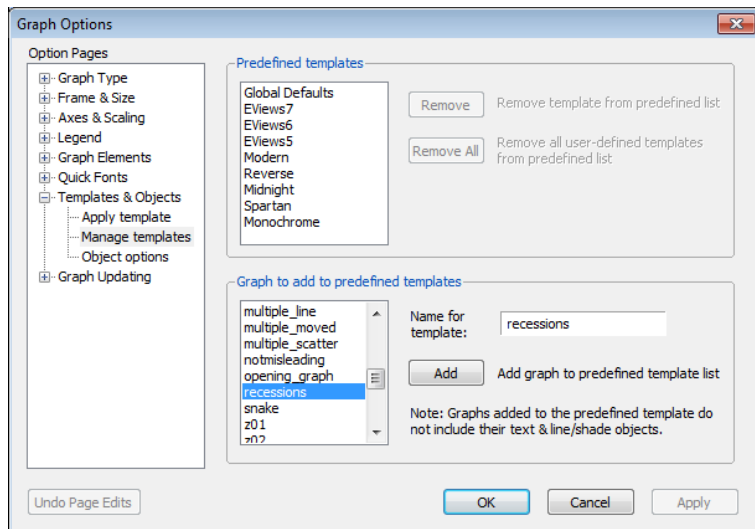 Graph Options
Option Pages
Graph Type
Frame & Size
Axes & Scaling
Legend
Graph Elements
Quick Fonts
Templates & Objects
Apply template
Manage templates
Object options
Graph Updating
Predefined templates
Global Defaults
EViews7
EViews6
EViews5
Modern
Reverse
Midnight
Spartan
Monochrome
Remove
Remove template from predefined list
Remove All
Remove all user-defined templates
from predefined list
Graph to add to predefined templates
multiple_line
multiple_moved
multiple_scatter
notmisleading
opening_graph
recessions
snake
z01
z02
Name for
template:
recessions
Add
Add graph to predefined template list
Note: Graphs added to the predefined template do
not include their text & line/shade objects.
Undo Page Edits
OK
Cancel
Apply